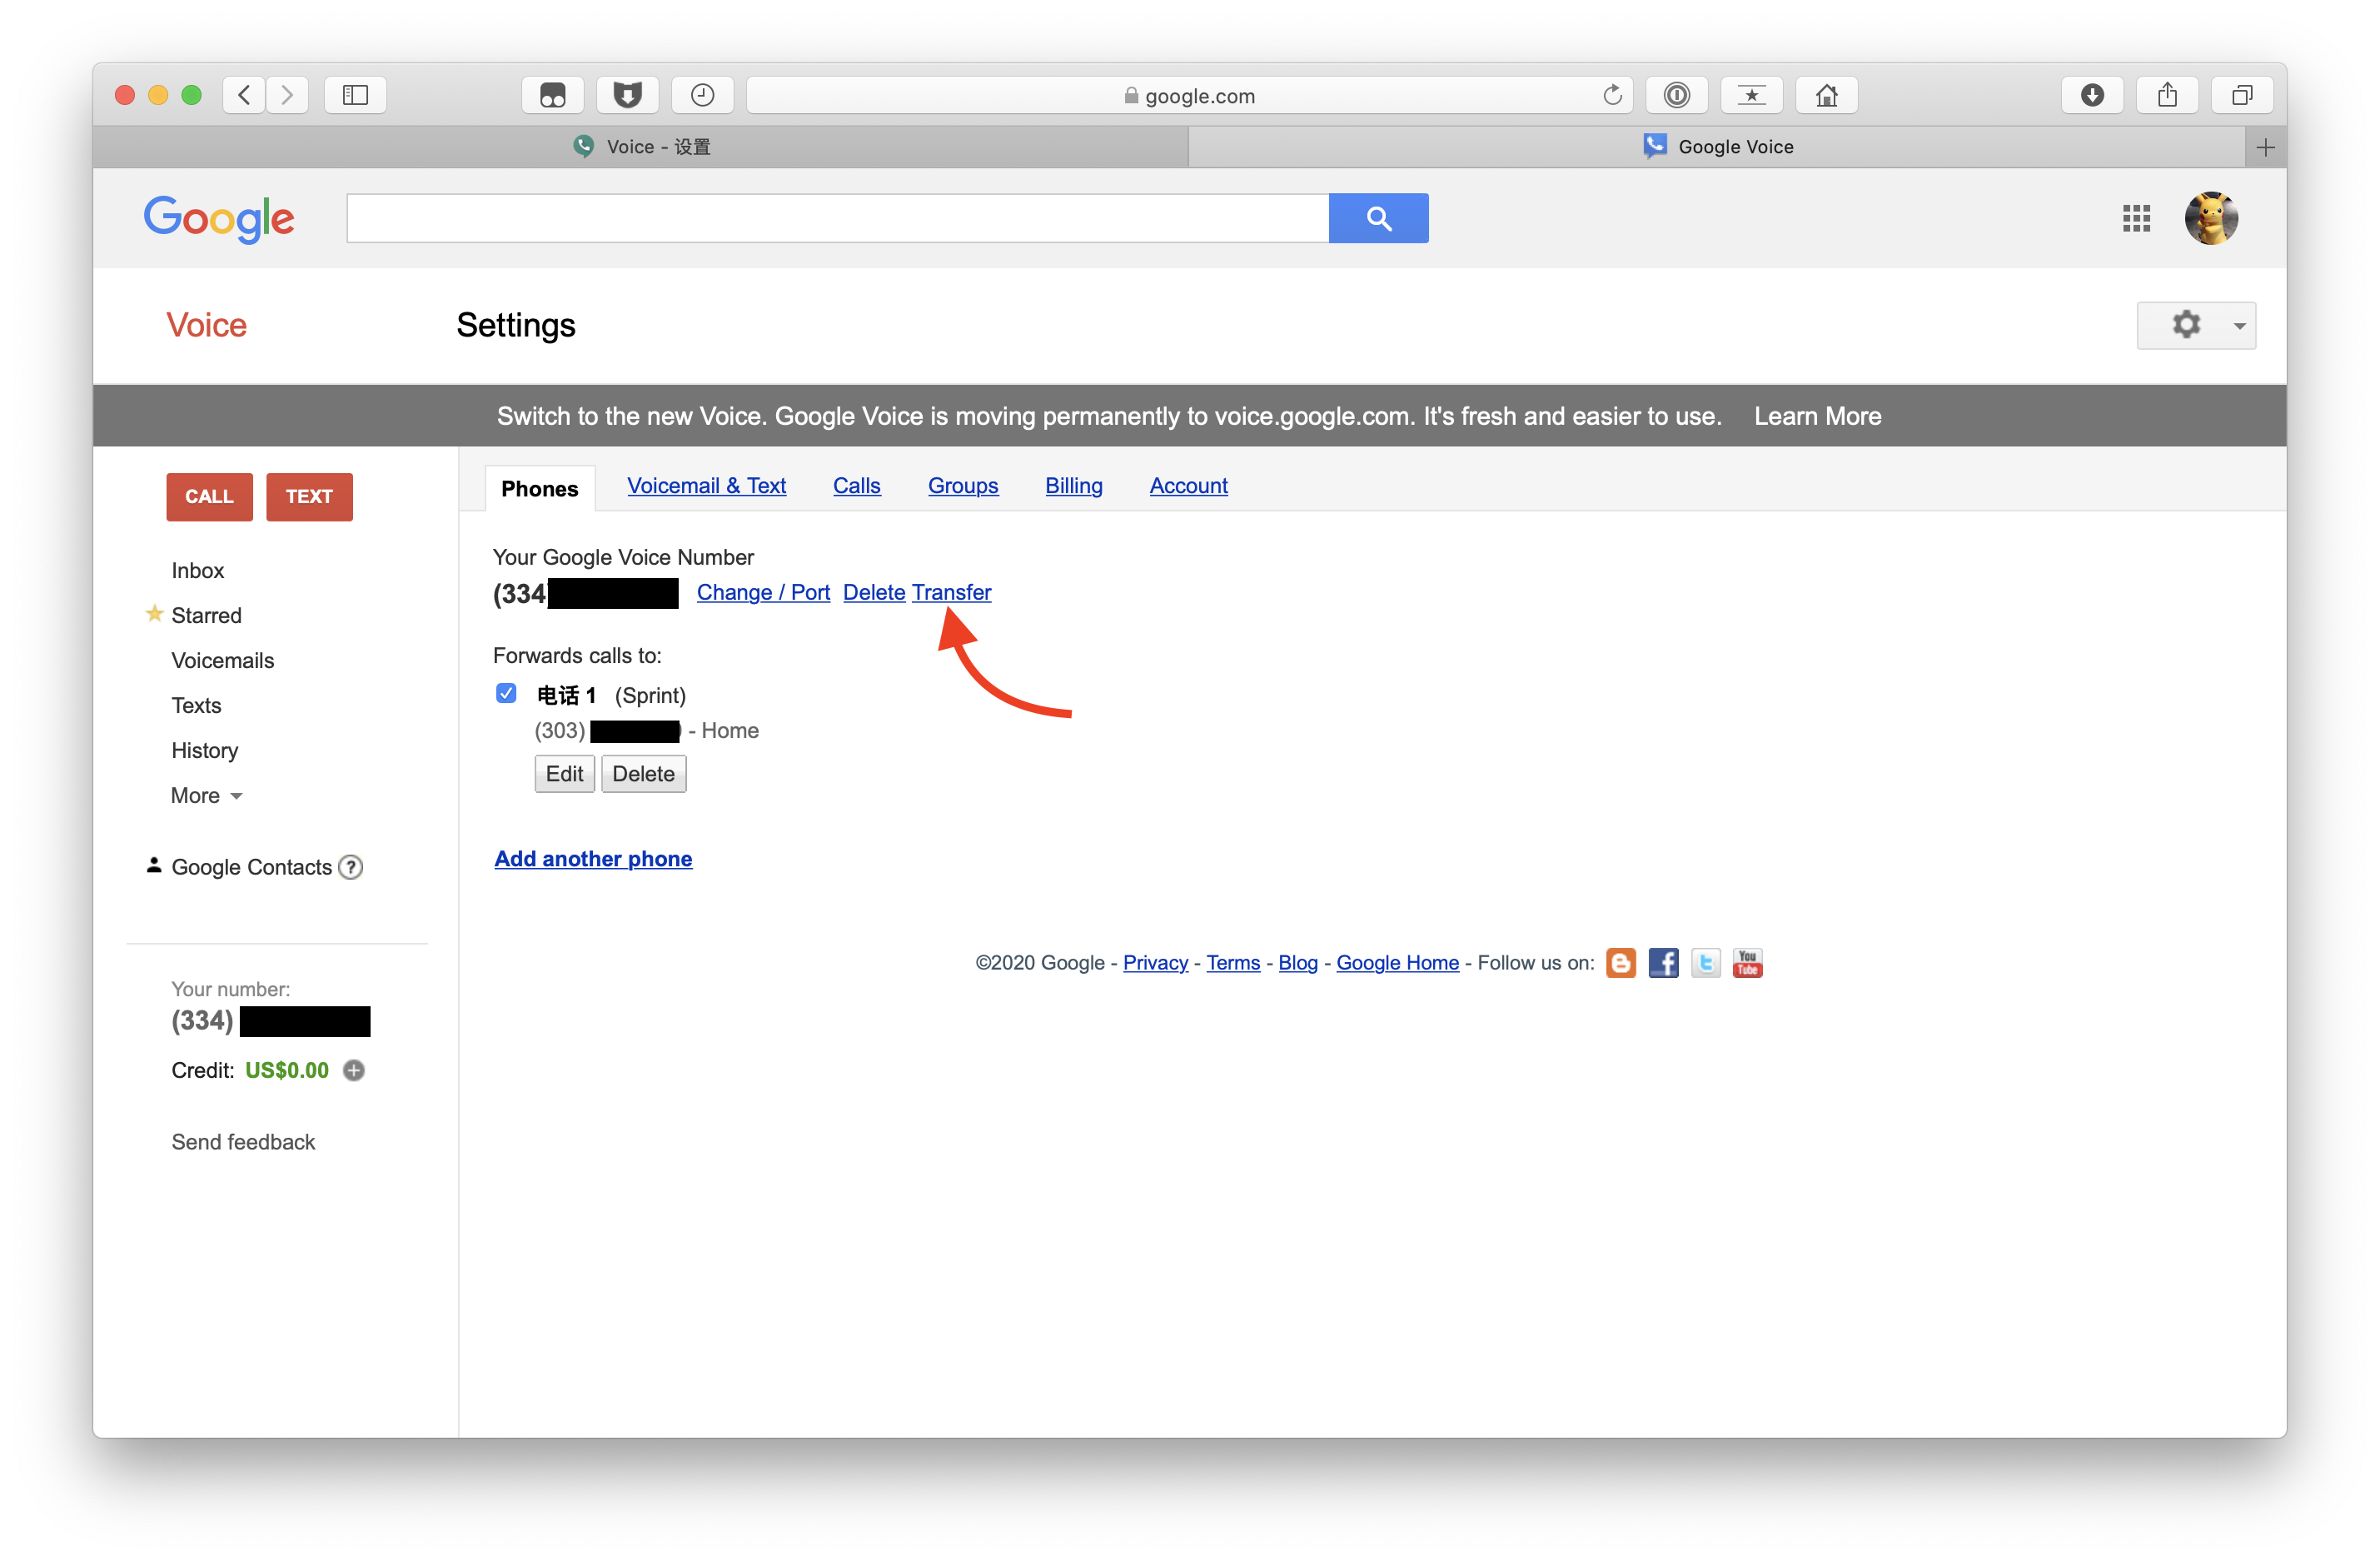 google.com
Voice - 设置
Google Voice
Google
Voice
Settings
Switch to the new Voice. Google Voice is moving permanently to voice.google.com. It's fresh and easier to use. Learn More
CALL
TEXT
Inbox
Starred
Voicemails
Texts
History
More
Google Contacts ?
Your number:
(334)
Credit: US$0.00
Send feedback
Phones Voicemail & Text Calls Groups Billing Account
Your Google Voice Number
(334 Change / Port Delete Transfer
Forwards calls to:
电话 1 (Sprint)
(303) - Home
Edit Delete
Add another phone
©2020 Google - Privacy - Terms - Blog - Google Home - Follow us on: You Tube